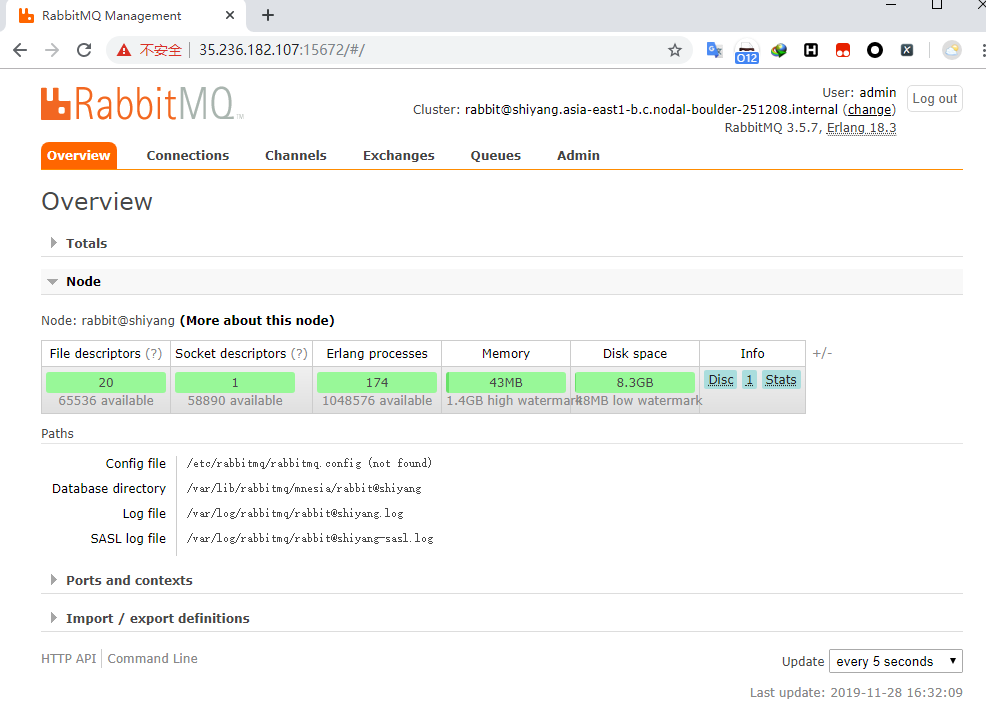 RabbitMQ Management
不安全 35.236.182.107:15672/#/
O12
RabbitMQ™
User: admin
Log out
Cluster: rabbit@shiyang.asia-east1-b.c.nodal-boulder-251208.internal (change)
RabbitMQ 3.5.7, Erlang 18.3
Overview Connections Channels Exchanges Queues Admin
Overview
Totals
Node
Node: rabbit@shiyang (More about this node)
File descriptors (?) Socket descriptors (?) Erlang processes Memory Disk space Info +/-
20 1 174 43MB 8.3GB Disc 1 Stats
65536 available 58890 available 1048576 available 1.4GB high watermark 48MB low watermark
Paths
Config file /etc/rabbitmq/rabbitmq.config (not found)
Database directory /var/lib/rabbitmq/mnesia/rabbit@shiyang
Log file /var/log/rabbitmq/rabbit@shiyang.log
SASL log file /var/log/rabbitmq/rabbit@shiyang-sasl.log
Ports and contexts
Import / export definitions
HTTP API Command Line
Update every 5 seconds
Last update: 2019-11-28 16:32:09